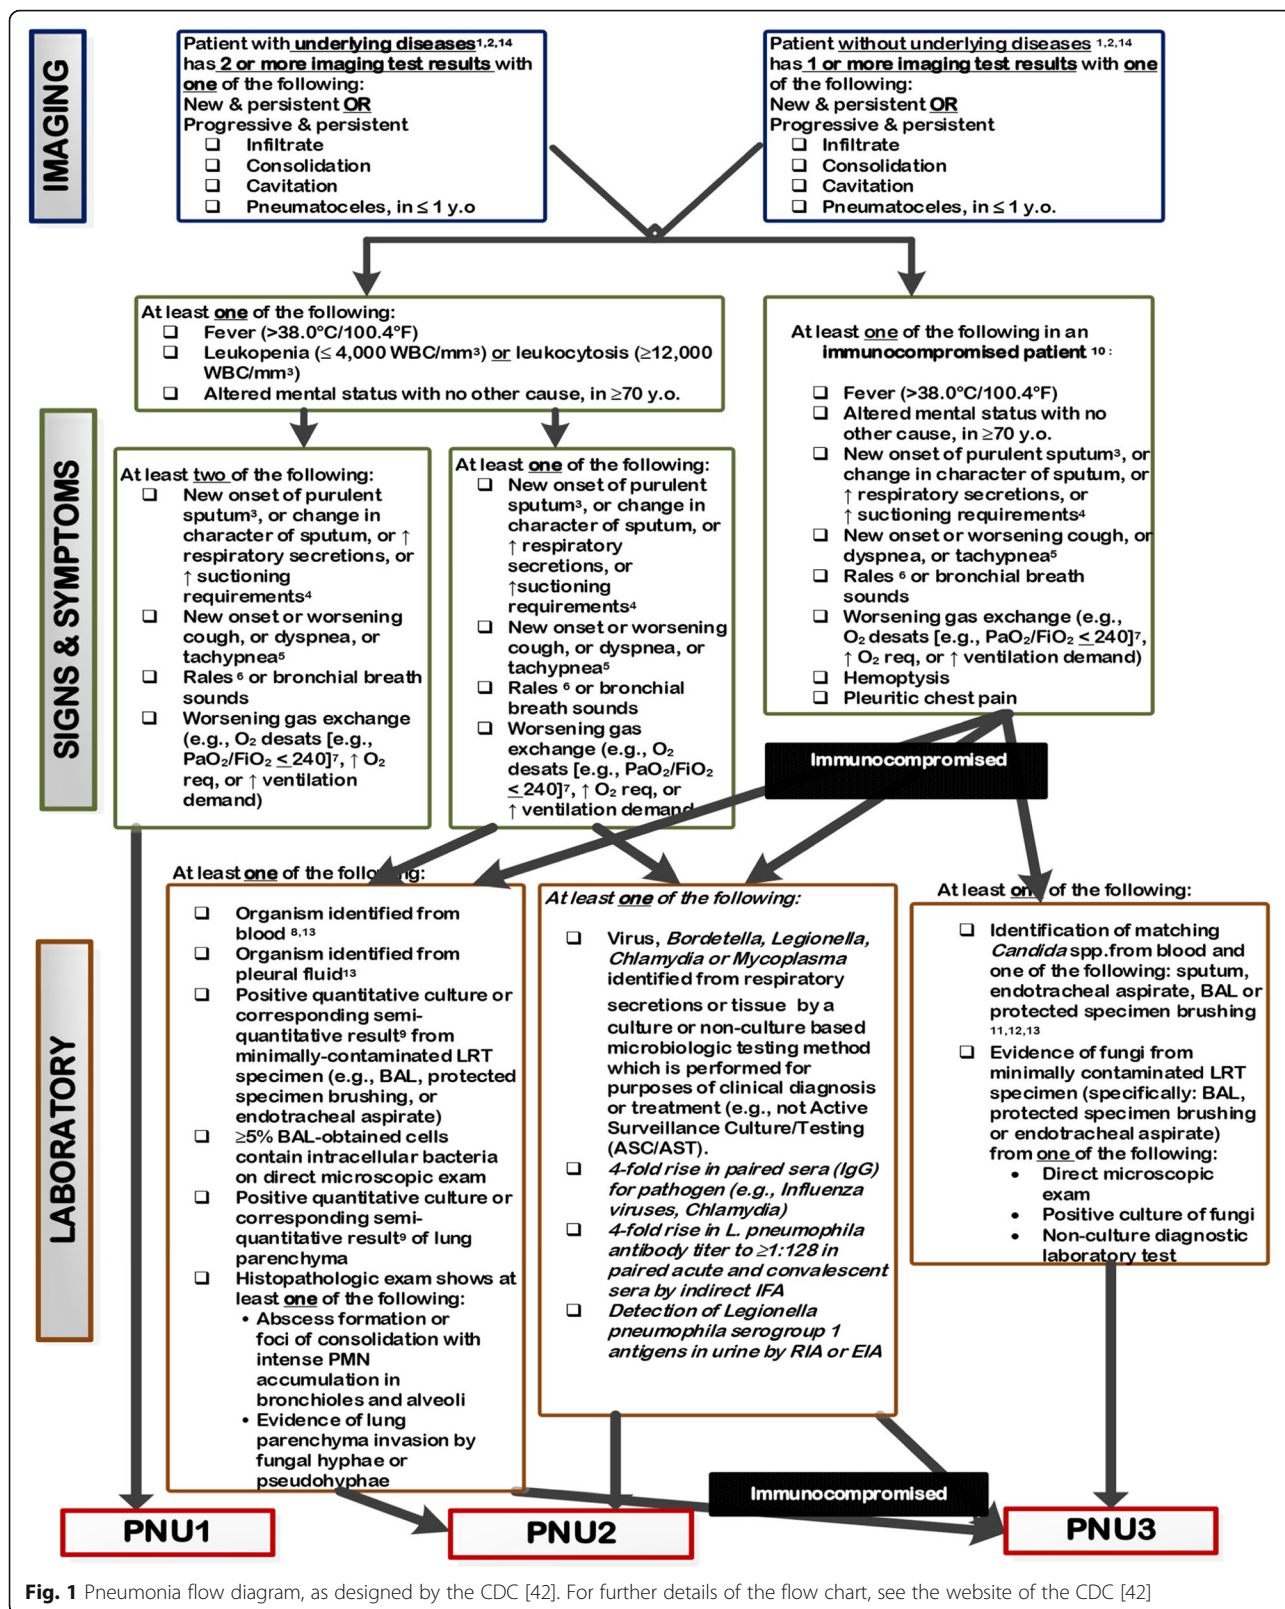 IMAGING
Patient with underlying diseases1,2,14
has 2 or more imaging test results with
one of the following:
New & persistent OR
Progressive & persistent
❑ Infiltrate
❑ Consolidation
❑ Cavitation
❑ Pneumatoceles, in ≤ 1 y.o
Patient without underlying diseases 1,2,14
has 1 or more imaging test results with one
of the following:
New & persistent OR
Progressive & persistent
❑ Infiltrate
❑ Consolidation
❑ Cavitation
❑ Pneumatoceles, in ≤ 1 y.o.
SIGNS & SYMPTOMS
At least one of the following:
❑ Fever (>38.0°C/100.4°F)
❑ Leukopenia (≤ 4,000 WBC/mm³) or leukocytosis (≥12,000
WBC/mm³)
❑ Altered mental status with no other cause, in ≥70 y.o.
At least two of the following:
❑ New onset of purulent
sputum³, or change in
character of sputum, or ↑
respiratory secretions, or
↑ suctioning
requirements⁴
❑ New onset or worsening
cough, or dyspnea, or
tachypnea⁵
❑ Rales ⁶ or bronchial breath
sounds
❑ Worsening gas exchange
(e.g., O₂ desats [e.g.,
PaO₂/FiO₂ ≤ 240]⁷, ↑ O₂
req, or ↑ ventilation
demand)
At least one of the following:
❑ New onset of purulent
sputum³, or change in
character of sputum, or
↑ respiratory
secretions, or
↑suctioning
requirements⁴
❑ New onset or worsening
cough, or dyspnea, or
tachypnea⁵
❑ Rales ⁶ or bronchial
breath sounds
❑ Worsening gas
exchange (e.g., O₂
desats [e.g., PaO₂/FiO₂
≤ 240]⁷, ↑ O₂ req, or
↑ ventilation demand
At least one of the following in an
immunocompromised patient ¹⁰ :
❑ Fever (>38.0°C/100.4°F)
❑ Altered mental status with no
other cause, in ≥70 y.o.
❑ New onset of purulent sputum³, or
change in character of sputum, or
↑ respiratory secretions, or
↑ suctioning requirements⁴
❑ New onset or worsening cough, or
dyspnea, or tachypnea⁵
❑ Rales ⁶ or bronchial breath
sounds
❑ Worsening gas exchange (e.g.,
O₂ desats [e.g., PaO₂/FiO₂ ≤ 240]⁷,
↑ O₂ req, or ↑ ventilation demand)
❑ Hemoptysis
❑ Pleuritic chest pain
Immunocompromised
LABORATORY
At least one of the following:
❑ Organism identified from
blood 8,13
❑ Organism identified from
pleural fluid13
❑ Positive quantitative culture or
corresponding semi-
quantitative result⁹ from
minimally-contaminated LRT
specimen (e.g., BAL, protected
specimen brushing, or
endotracheal aspirate)
❑ ≥5% BAL-obtained cells
contain intracellular bacteria
on direct microscopic exam
❑ Positive quantitative culture or
corresponding semi-
quantitative result⁹ of lung
parenchyma
❑ Histopathologic exam shows at
least one of the following:
• Abscess formation or
foci of consolidation with
intense PMN
accumulation in
bronchioles and alveoli
• Evidence of lung
parenchyma invasion by
fungal hyphae or
pseudohyphae
At least one of the following:
❑ Virus, Bordetella, Legionella,
Chlamydia or Mycoplasma
identified from respiratory
secretions or tissue by a
culture or non-culture based
microbiologic testing method
which is performed for
purposes of clinical diagnosis
or treatment (e.g., not Active
Surveillance Culture/Testing
(ASC/AST).
❑ 4-fold rise in paired sera (IgG)
for pathogen (e.g., Influenza
viruses, Chlamydia)
❑ 4-fold rise in L. pneumophila
antibody titer to ≥1:128 in
paired acute and convalescent
sera by indirect IFA
❑ Detection of Legionella
pneumophila serogroup 1
antigens in urine by RIA or EIA
At least one of the following:
❑ Identification of matching
Candida spp.from blood and
one of the following: sputum,
endotracheal aspirate, BAL or
protected specimen brushing
11,12,13
❑ Evidence of fungi from
minimally contaminated LRT
specimen (specifically: BAL,
protected specimen brushing
or endotracheal aspirate)
from one of the following:
• Direct microscopic
exam
• Positive culture of fungi
• Non-culture diagnostic
laboratory test
Immunocompromised
PNU1
PNU2
PNU3
Fig. 1 Pneumonia flow diagram, as designed by the CDC [42]. For further details of the flow chart, see the website of the CDC [42]